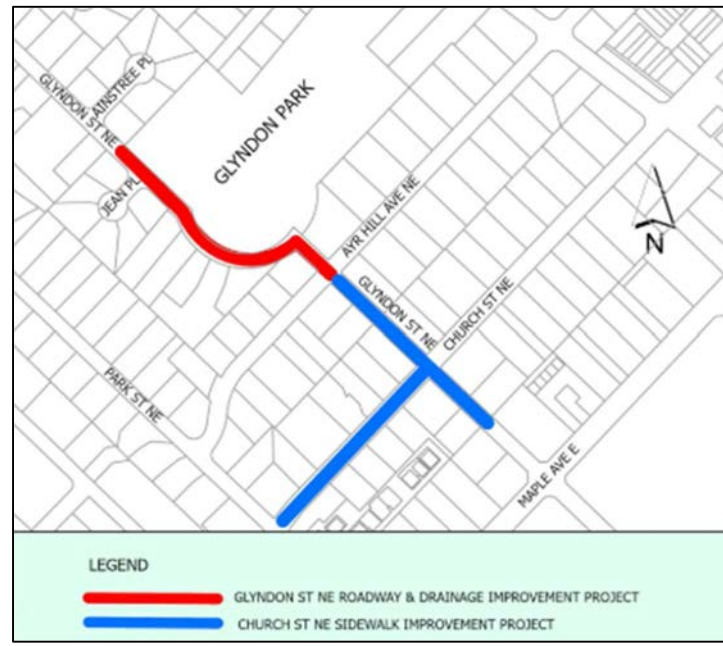 GLYNDON ST NE
AINSTREE PL
GLYNDON PARK
JEAN PL
AYR HILL AVE NE
N
GLYNDON ST NE
CHURCH ST NE
PARK ST NE
MAPLE AVE E
LEGEND
GLYNDON ST NE ROADWAY & DRAINAGE IMPROVEMENT PROJECT
CHURCH ST NE SIDEWALK IMPROVEMENT PROJECT